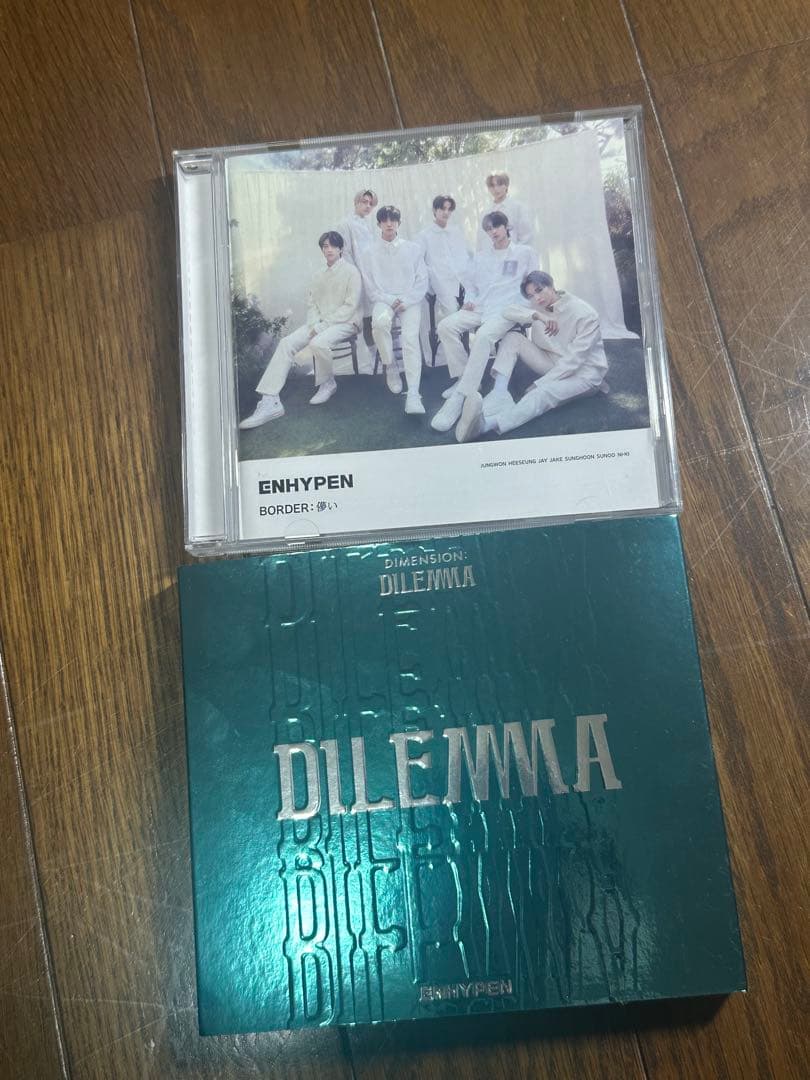 JUNGWON HEESEUNG JAY JAKE SUNGHOON SUNOO NI-KI
ENHYPEN
BORDER : 儚い
DIMENSION:
DILEMMA
DILEMMA
ENHYPEN